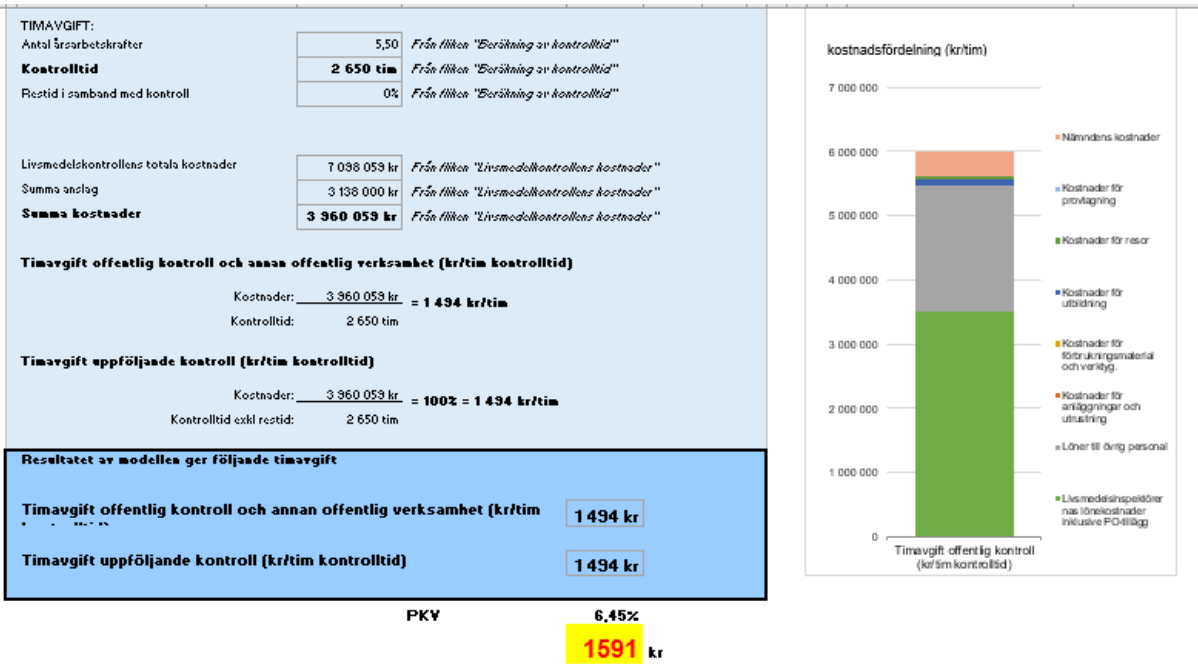 TIMAVGIFT:
Antal årsarbetskrafter 5,50 Från fliken "Beräkning av kontrolltid"
Kontrolltid 2 650 tim Från fliken "Beräkning av kontrolltid"
Restid i samband med kontroll 0% Från fliken "Beräkning av kontrolltid"
Livsmedelskontrollens totala kostnader 7 098 059 kr Från fliken "Livsmedelkontrollens kostnader"
Summa anslag 3 138 000 kr Från fliken "Livsmedelkontrollens kostnader"
Summa kostnader 3 960 059 kr Från fliken "Livsmedelkontrollens kostnader"
Timavgift offentlig kontroll och annan offentlig verksamhet (kr/tim kontrolltid)
Kostnader: 3 960 059 kr = 1 494 kr/tim
Kontrolltid: 2 650 tim
Timavgift uppföljande kontroll (kr/tim kontrolltid)
Kostnader: 3 960 059 kr = 100% = 1 494 kr/tim
Kontrolltid exkl restid: 2 650 tim
Resultatet av modellen ger följande timavgift
Timavgift offentlig kontroll och annan offentlig verksamhet (kr/tim
1 494 kr
Timavgift uppföljande kontroll (kr/tim kontrolltid) 1 494 kr
PKV 6,45%
1591 kr
kostnadsfördelning (kr/tim)
7 000 000
6 000 000
5 000 000
4 000 000
3 000 000
2 000 000
1 000 000
0
Timavgift offentlig kontroll
(kr/tim kontrolltid)
Nämndens kostnader
Kostnader för
provtagning
Kostnader för resor
Kostnader för
utbildning
Kostnader för
förbrukningsmaterial
och verktyg.
Kostnader för
anläggningar och
utrustning
Löner till övrig personal
Livsmedelsinspektörer
nas lönekostnader
inklusive PO-tillägg